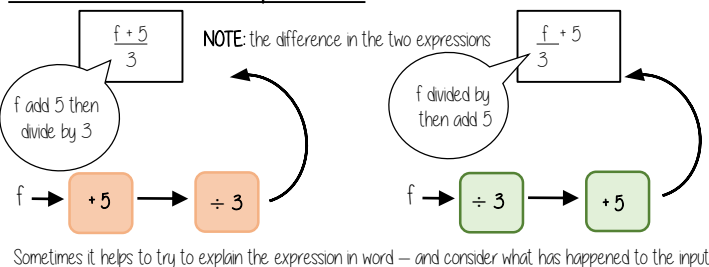 f + 5
3
NOTE: the difference in the two expressions
f + 5
3
f add 5 then
divide by 3
f divided by
then add 5
f
+ 5
÷ 3
f
÷ 3
+ 5
Sometimes it helps to try to explain the expression in word – and consider what has happened to the input